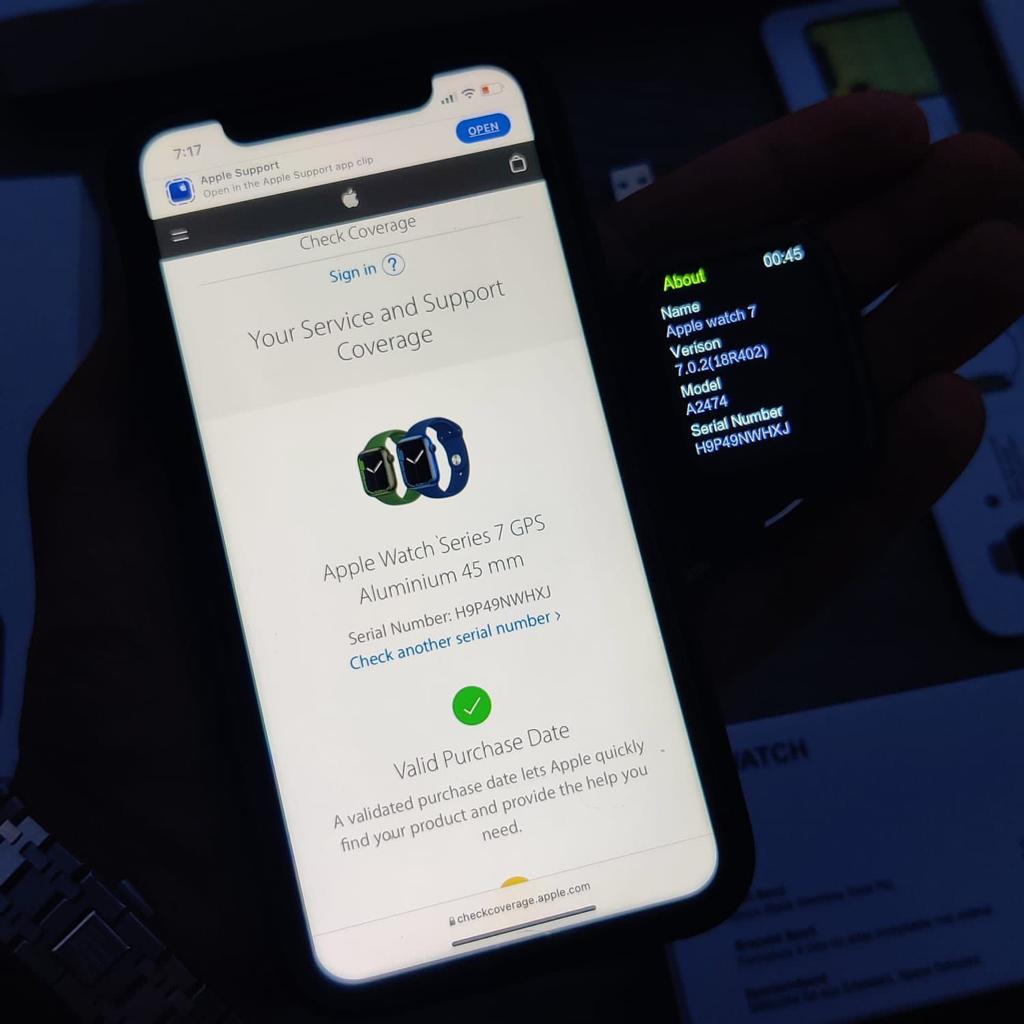 7:17
Apple Support
Open in the Apple Support app clip
OPEN
Check Coverage
Sign in ?
Your Service and Support
Coverage
Apple Watch Series 7 GPS
Aluminium 45 mm
Serial Number: H9P49NWHXJ
Check another serial number >
Valid Purchase Date
A validated purchase date lets Apple quickly
find your product and provide the help you
need.
checkcoverage.apple.com
About
00:45
Name
Apple watch 7
Verison
7.0.2(18R402)
Model
A2474
Serial Number
H9P49NWHXJ
ATCH